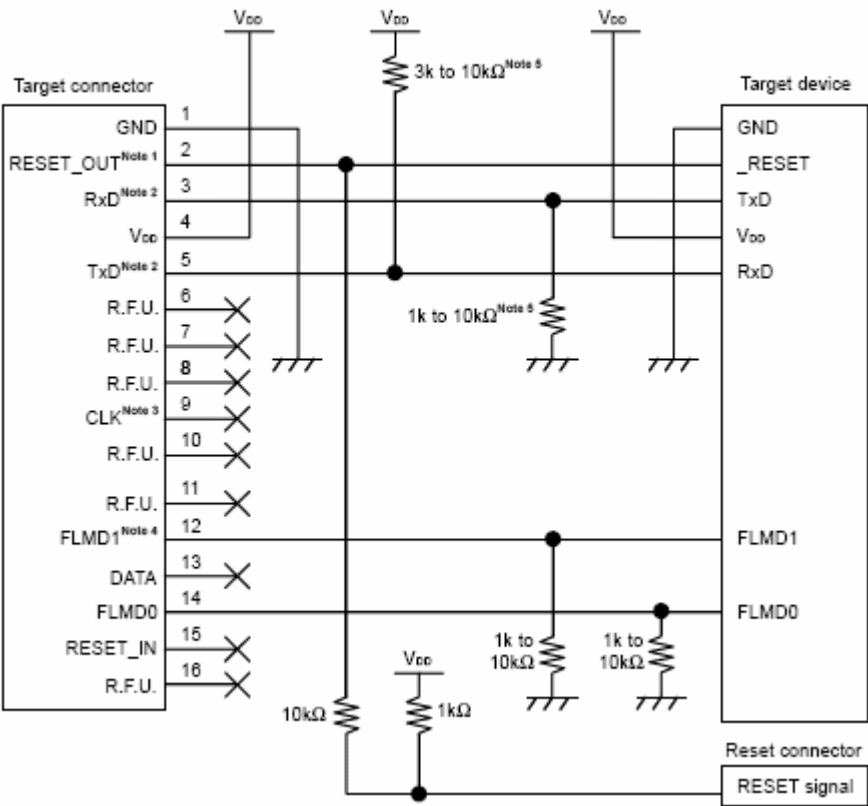 VDD VDD VDD
3k to 10kΩNote 5
Target connector Target device
GND 1 GND
RESET_OUTNote 1 2 _RESET
RxDNote 2 3 TxD
VDD 4 VDD
TxDNote 2 5 RxD
R.F.U. 6
1k to 10kΩNote 5
R.F.U. 7
R.F.U. 8
CLKNote 3 9
R.F.U. 10
R.F.U. 11
FLMD1Note 4 12 FLMD1
DATA 13
FLMD0 14 FLMD0
RESET_IN 15
1k to 1k to
10kΩ 10kΩ
R.F.U. 16
VDD
10kΩ 1kΩ
Reset connector
RESET signal